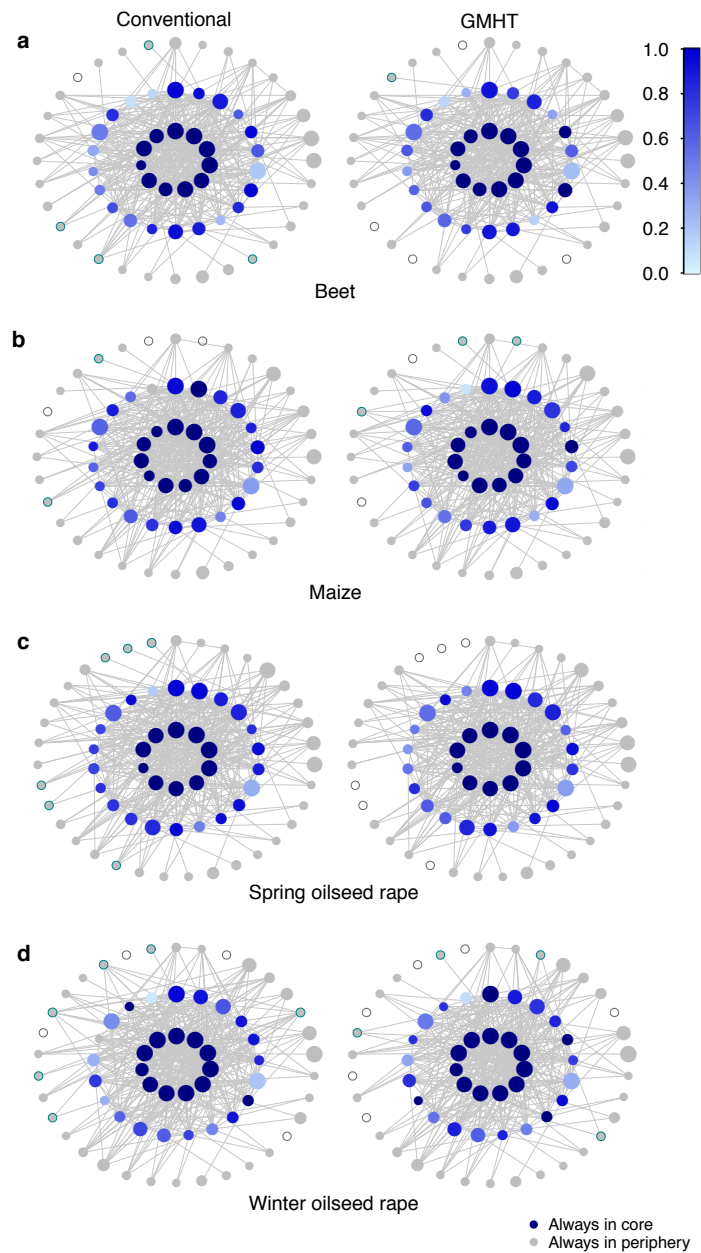 Conventional GMHT
a
1.0
0.8
0.6
0.4
0.2
0.0
Beet
b
Maize
c
Spring oilseed rape
d
Winter oilseed rape
Always in core
Always in periphery